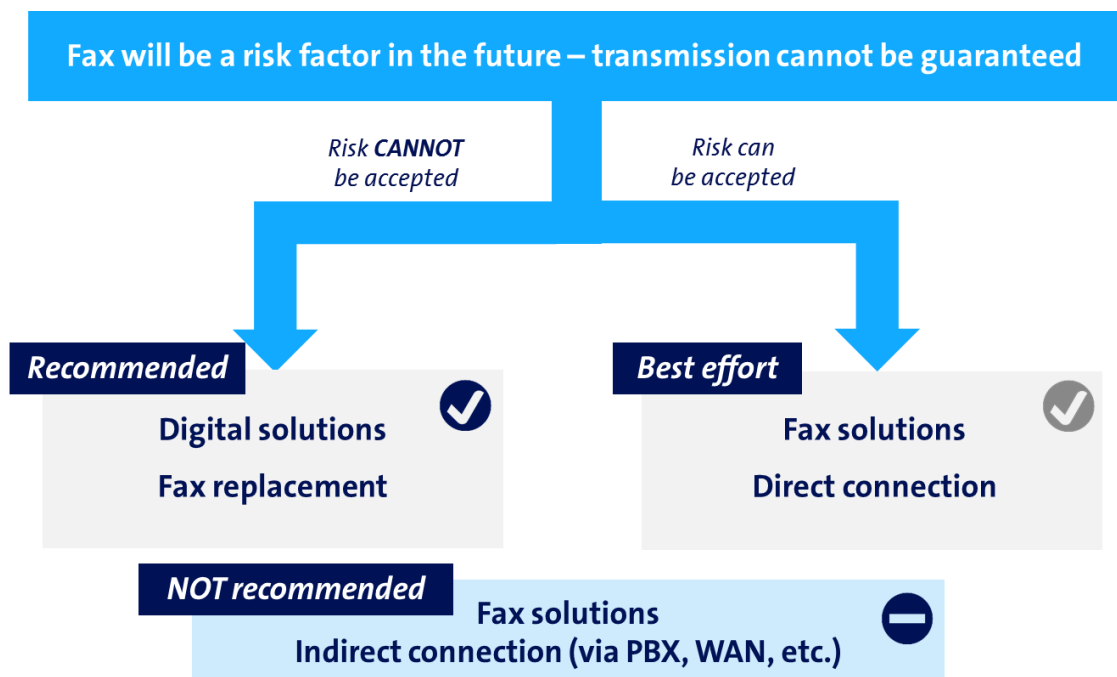 Fax will be a risk factor in the future – transmission cannot be guaranteed
Risk CANNOT
be accepted
Risk can
be accepted
Recommended
Digital solutions
Fax replacement
Best effort
Fax solutions
Direct connection
NOT recommended
Fax solutions
Indirect connection (via PBX, WAN, etc.)